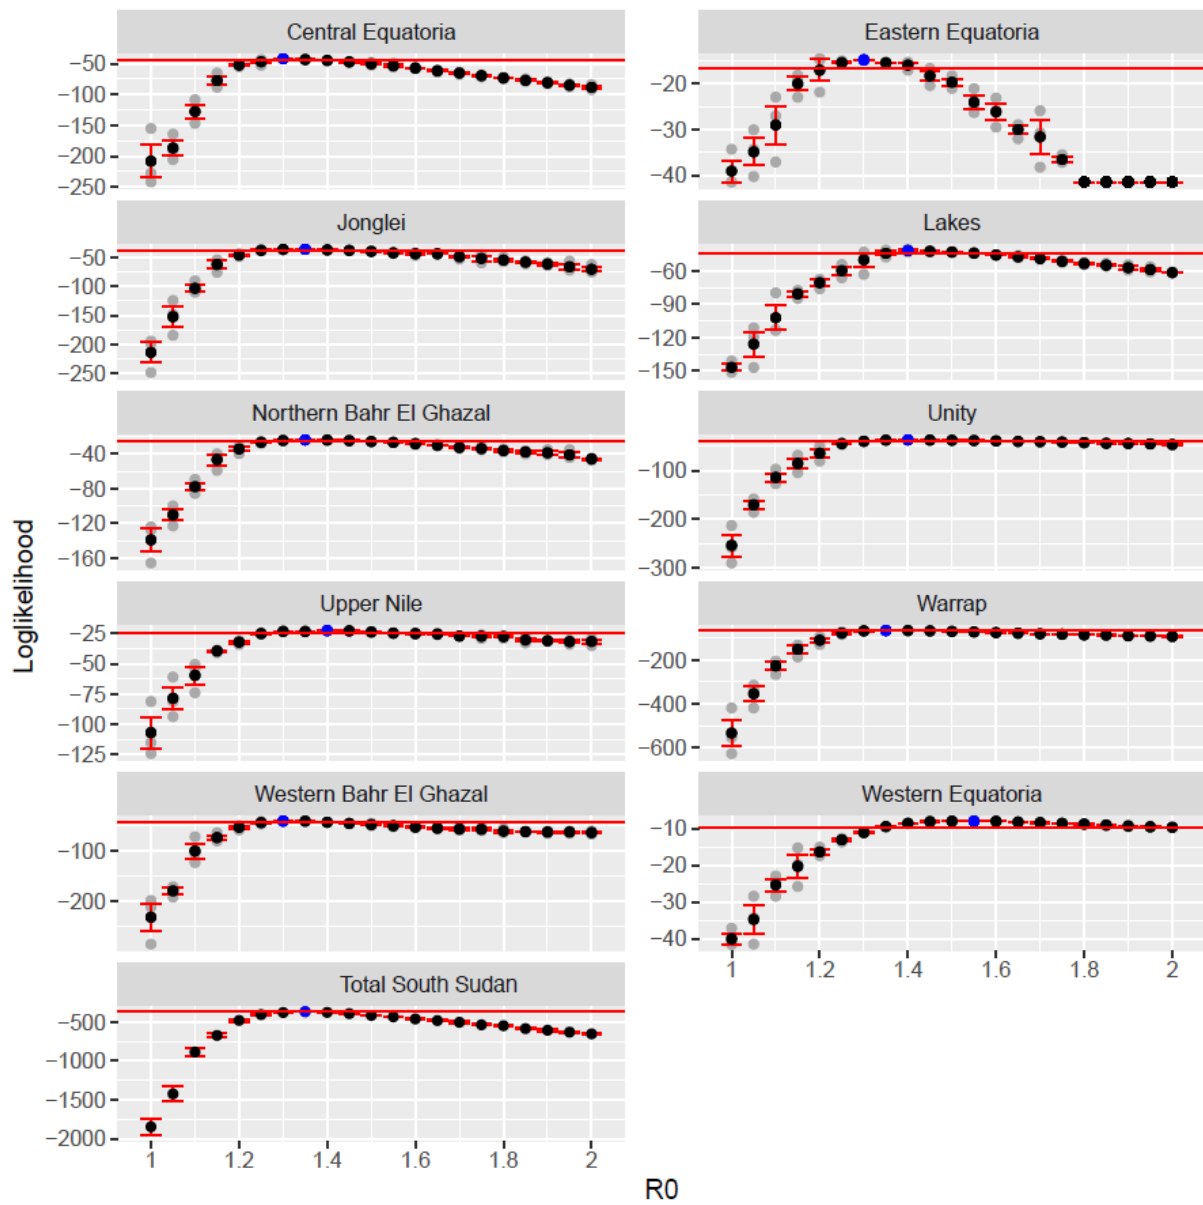 Central Equatoria
−50
−100
−150
−200
−250
Eastern Equatoria
−20
−30
−40
Jonglei
−50
−100
−150
−200
−250
Lakes
−60
−90
−120
−150
Northern Bahr El Ghazal
−40
−80
−120
−160
Unity
−100
−200
−300
Upper Nile
−25
−50
−75
−100
−125
Warrap
−200
−400
−600
Western Bahr El Ghazal
−100
−200
Western Equatoria
−10
−20
−30
−40
1 1.2 1.4 1.6 1.8 2
Total South Sudan
−500
−1000
−1500
−2000
1 1.2 1.4 1.6 1.8 2
Loglikelihood
R0